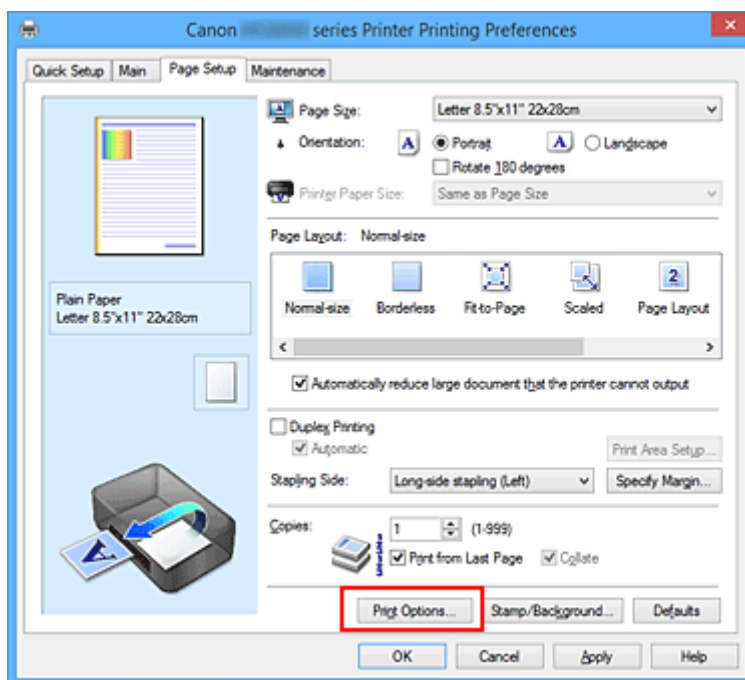 Canon series Printer Printing Preferences
Quick Setup Main Page Setup Maintenance
Page Size: Letter 8.5"x11" 22x28cm
Orientation: A Portrait A Landscape
Rotate 180 degrees
Printer Paper Size: Same as Page Size
Page Layout: Normal-size
Normal-size Borderless Fit-to-Page Scaled 2 Page Layout
Plain Paper
Letter 8.5"x11" 22x28cm
Automatically reduce large document that the printer cannot output
Duplex Printing
Automatic Print Area Setup...
Stapling Side: Long-side stapling (Left) Specify Margin...
Copies: 1 (1-999)
Print from Last Page Collate
A
Print Options... Stamp/Background... Defaults
OK Cancel Apply Help